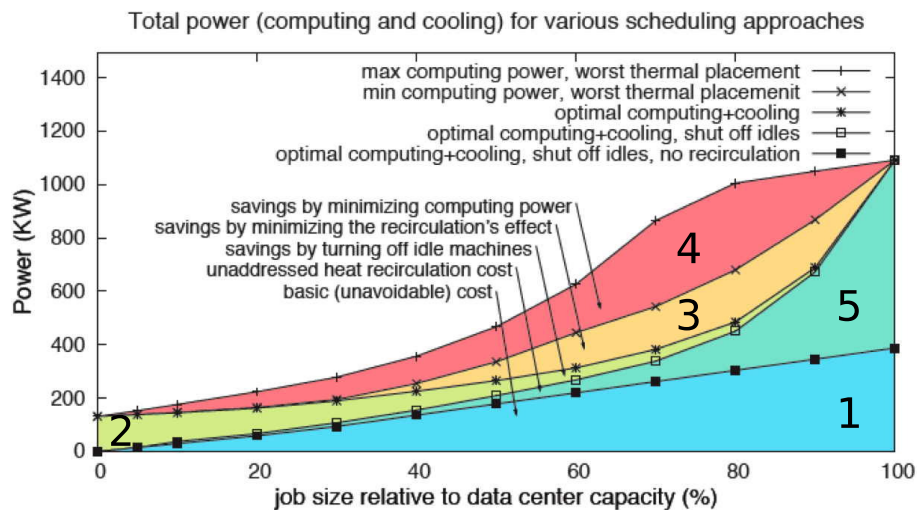 Total power (computing and cooling) for various scheduling approaches
1400
1200
1000
800
600
400
200
0
Power (KW)
max computing power, worst thermal placement
min computing power, worst thermal placementit
optimal computing+cooling
optimal computing+cooling, shut off idles
optimal computing+cooling, shut off idles, no recirculation
savings by minimizing computing power
savings by minimizing the recirculation's effect
savings by turning off idle machines
unaddressed heat recirculation cost
basic (unavoidable) cost
4
3
5
2
1
0
20
40
60
80
100
job size relative to data center capacity (%)